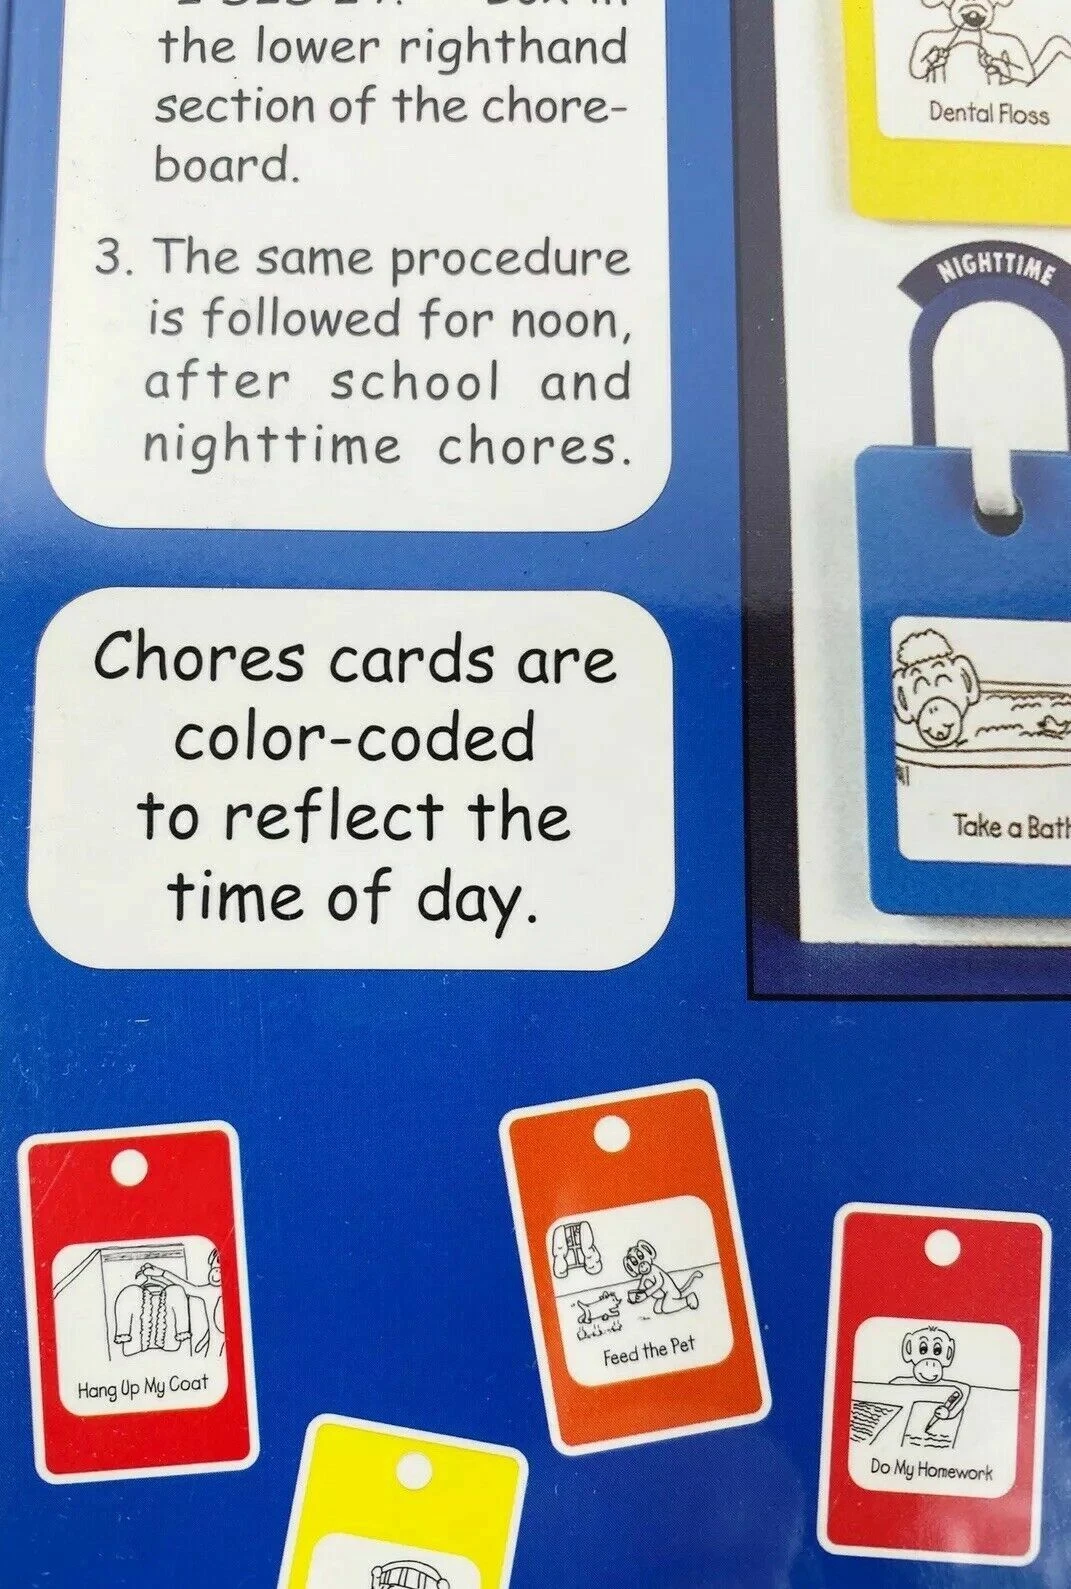 the lower righthand
section of the chore-
board.
3. The same procedure
is followed for noon,
after school and
nighttime chores.
Chores cards are
color-coded
to reflect the
time of day.
Dental Floss
NIGHTTIME
Take a Bath
Hang Up My Coat
Feed the Pet
Do My Homework